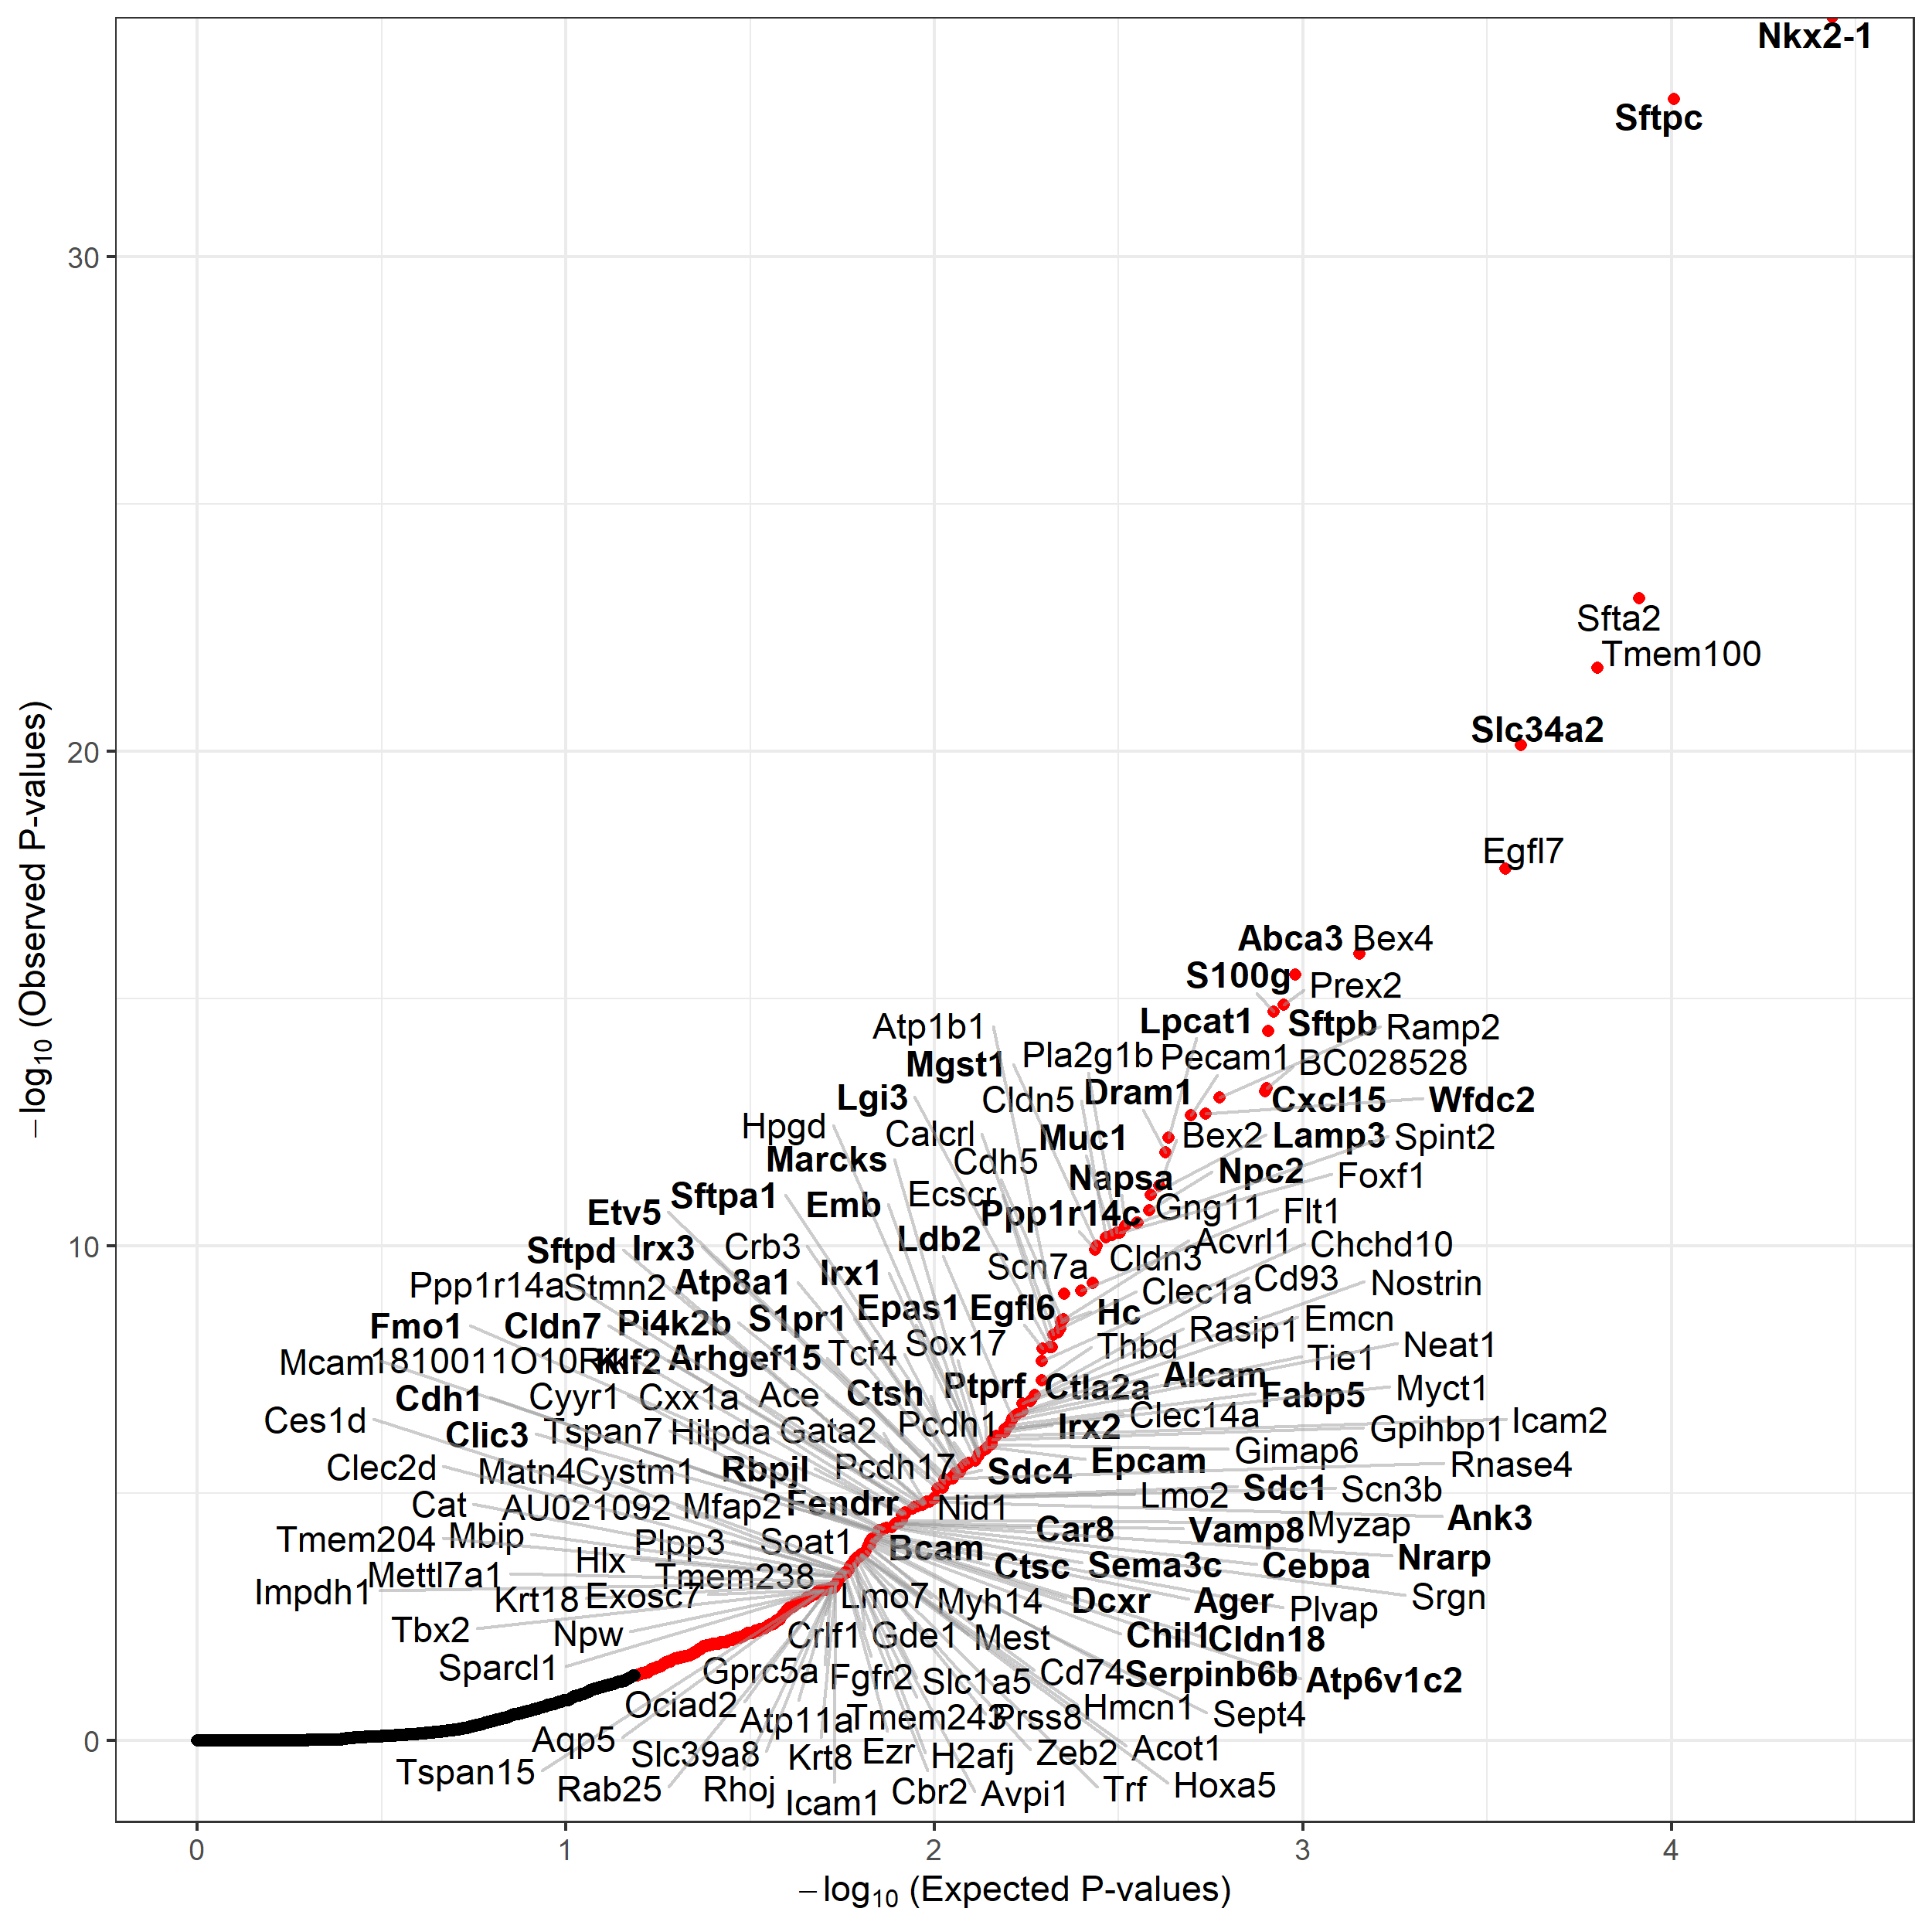 Nkx2-1
Sftpc
30
Sfta2
Tmem100
Slc34a2
20
Egfl7
Abca3 Bex4
S100g Prex2
Atp1b1 Lpcat1 Sftpb Ramp2
Mgst1 Pla2g1b Pecam1 BC028528
Lgi3 Cldn5 Dram1 Cxcl15 Wfdc2
Hpgd Calcrl Muc1 Bex2 Lamp3 Spint2
Marcks Cdh5 Napsa Npc2 Foxf1
Etv5 Sftpa1 Emb Ecscr Ppp1r14c Gng11 Flt1
Sftpd Irx3 Crb3 Ldb2 Scn7a Cldn3 Acvrl1 Chchd10
10
Ppp1r14a Stmn2 Atp8a1 Irx1 Clec1a Cd93 Nostrin
Fmo1 Cldn7 Pi4k2b S1pr1 Epas1 Egfl6 Hc Rasip1 Emcn
Mcam 1810011O10Rik Klf2 Arhgef15 Tcf4 Sox17 Thbd Tie1 Neat1
Cdh1 Cyyr1 Cxx1a Ace Ctsh Ptprf Ctla2a Alcam Fabp5 Myct1
Ces1d Clic3 Tspan7 Hilpda Gata2 Pcdh1 Irx2 Clec14a Gpihbp1 Icam2
Clec2d Matn4 Cystm1 Rbpjl Pcdh17 Sdc4 Epcam Gimap6 Rnase4
Cat AU021092 Mfap2 Fendrr Nid1 Lmo2 Sdc1 Scn3b
Tmem204 Mbip Plpp3 Soat1 Bcam Car8 Vamp8 Myzap Ank3
Impdh1 Mettl7a1 Hlx Tmem238 Ctsc Sema3c Cebpa Nrarp
Krt18 Exosc7 Lmo7 Myh14 Dcxr Ager Plvap Srgn
Tbx2 Npw Crlf1 Gde1 Mest Chil1 Cldn18
Sparcl1 Gprc5a Fgfr2 Slc1a5 Cd74 Serpinb6b Atp6v1c2
Ociad2 Atp11a Tmem243 Prss8 Hmcn1 Sept4
0
Aqp5 Slc39a8 Krt8 Ezr H2afj Zeb2 Acot1
Tspan15 Rab25 Rhoj Icam1 Cbr2 Avpi1 Trf Hoxa5
0 1 2 3 4
−log10 (Expected P-values)
−log10 (Observed P-values)